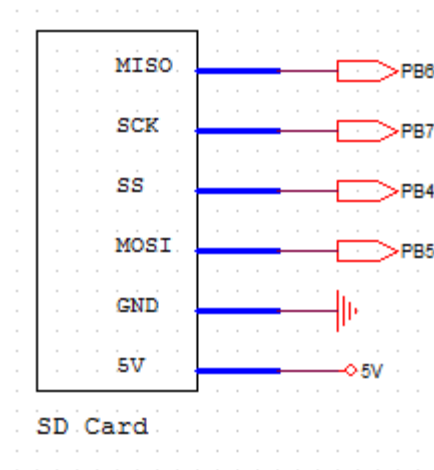 MISO PB6
SCK PB7
SS PB4
MOSI PB5
GND
5V 5V
SD Card